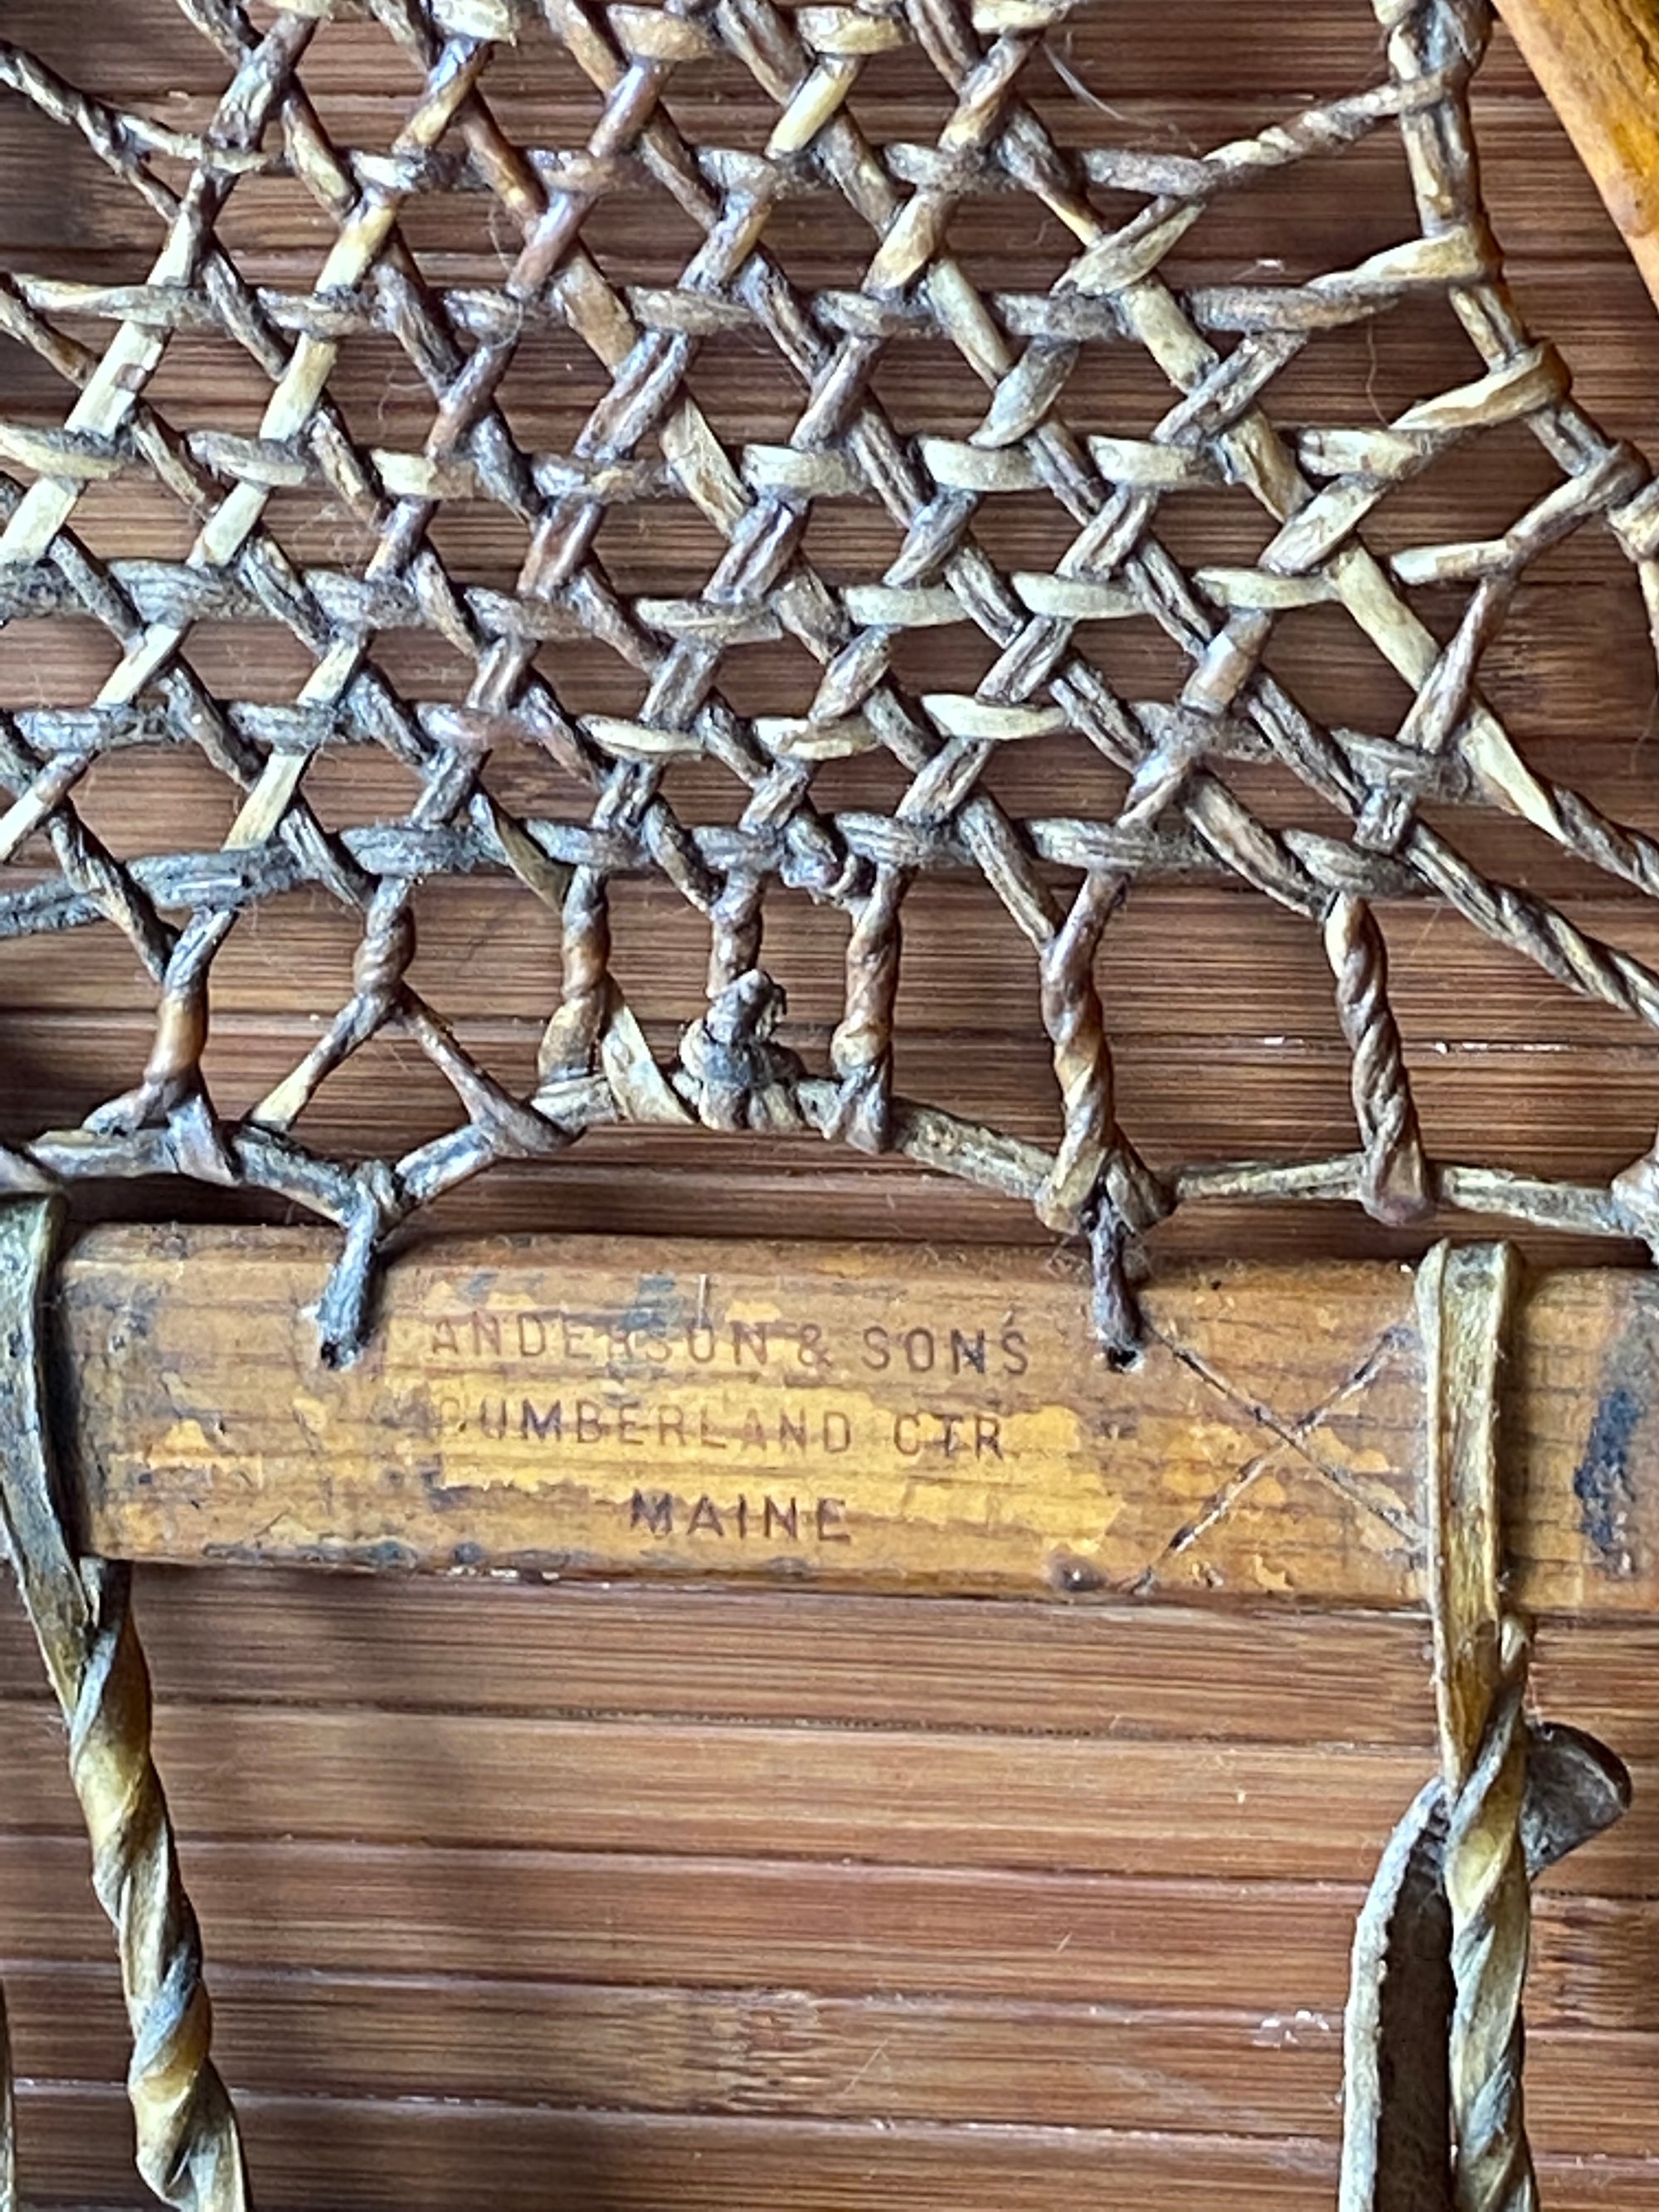 ANDERSON & SONS
CUMBERLAND CTR.
MAINE